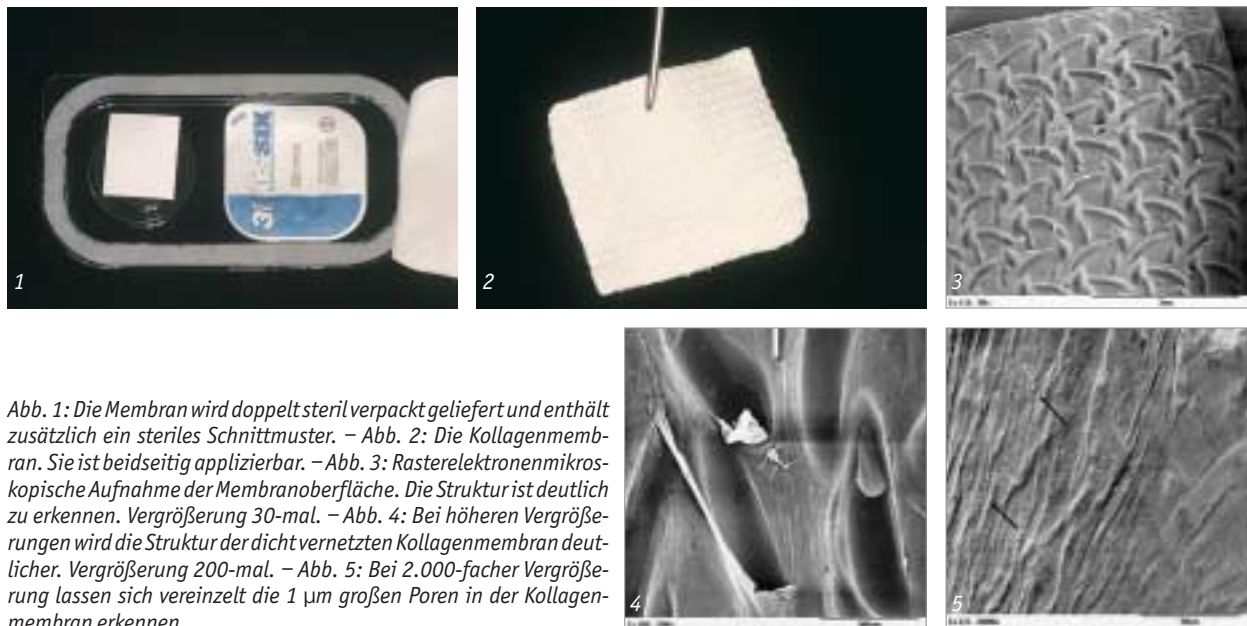 1
2
3
Abb. 1: Die Membran wird doppelt steril verpackt geliefert und enthält
zusätzlich ein steriles Schnittmuster. – Abb. 2: Die Kollagenmemb-
ran. Sie ist beidseitig applizierbar. – Abb. 3: Rasterelektronenmikros-
kopische Aufnahme der Membranoberfläche. Die Struktur ist deutlich
zu erkennen. Vergrößerung 30-mal. – Abb. 4: Bei höheren Vergröße-
rungen wird die Struktur der dicht vernetzten Kollagenmembran deut-
licher. Vergrößerung 200-mal. – Abb. 5: Bei 2.000-facher Vergröße-
rung lassen sich vereinzelt die 1 µm großen Poren in der Kollagen-
membran erkennen.
4
5